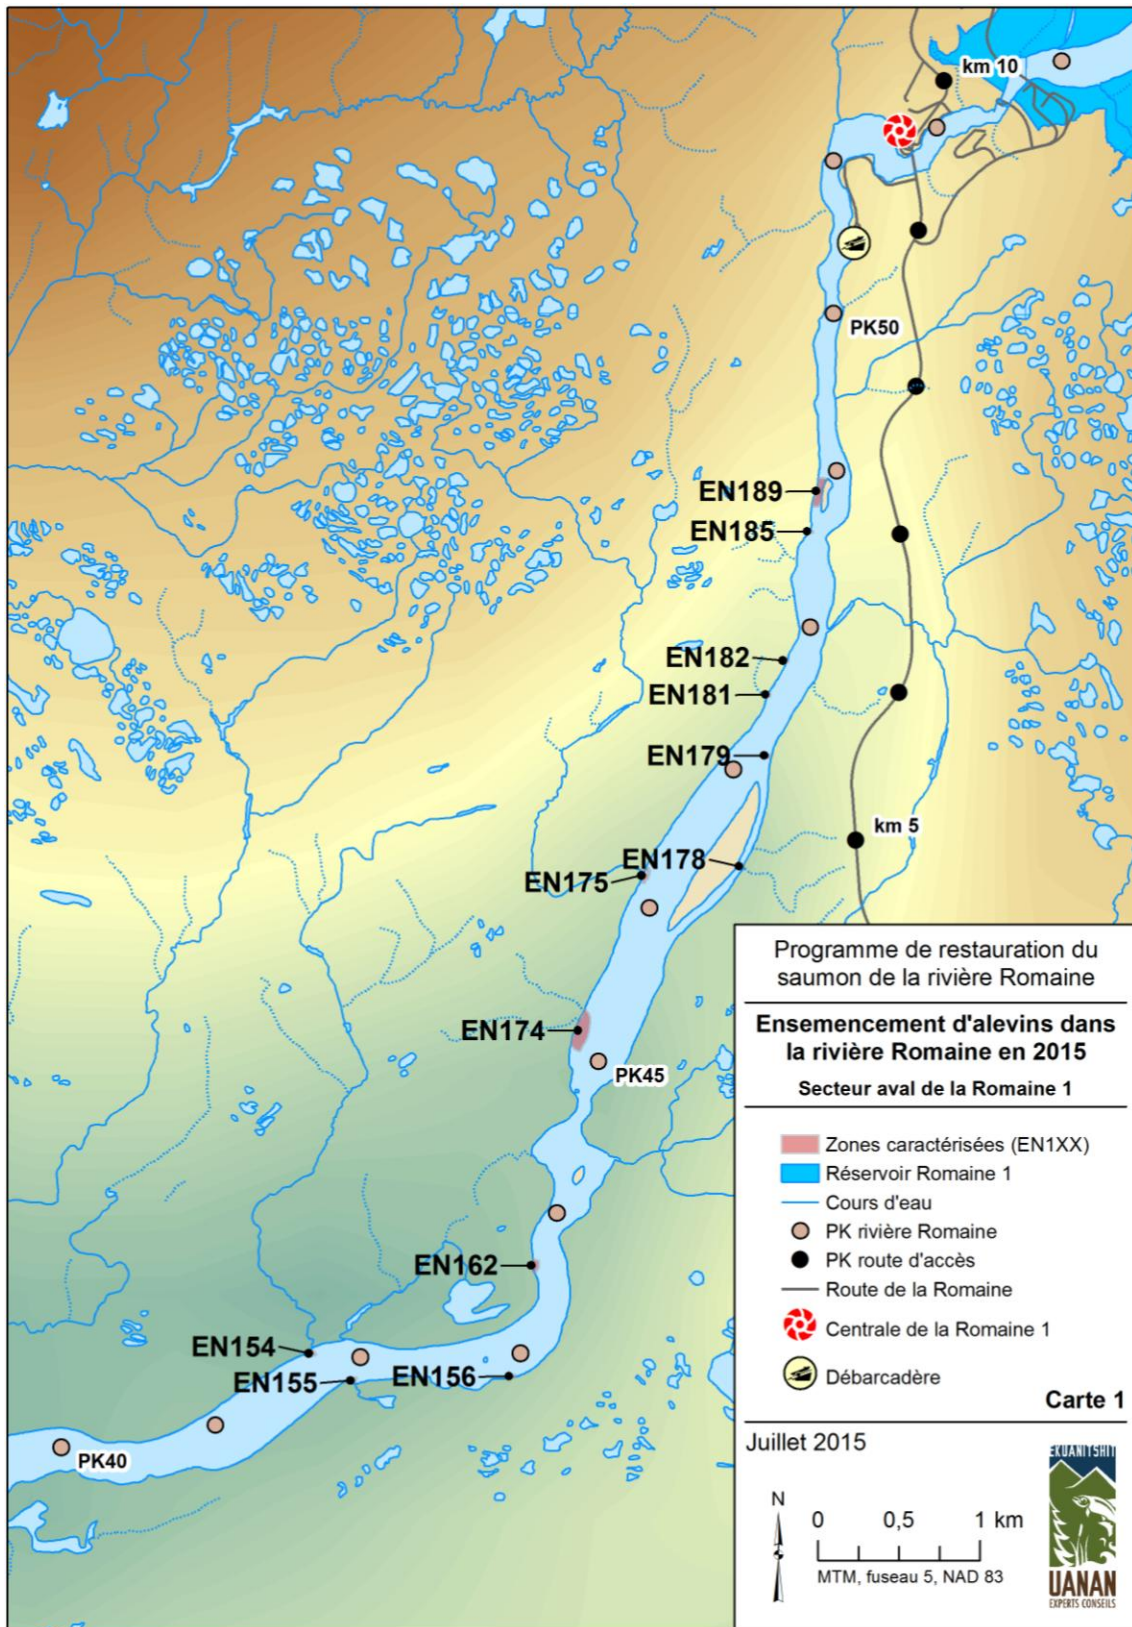 km 10
PK50
EN189
EN185
EN182
EN181
EN179
km 5
EN178
EN175
EN174
PK45
EN162
EN154
EN155
EN156
PK40
Programme de restauration du
saumon de la rivière Romaine
Ensemencement d'alevins dans
la rivière Romaine en 2015
Secteur aval de la Romaine 1
Zones caractérisées (EN1XX)
Réservoir Romaine 1
Cours d'eau
PK rivière Romaine
PK route d'accès
Route de la Romaine
Centrale de la Romaine 1
Débarcadère
Carte 1
Juillet 2015
N
0 0,5 1 km
MTM, fuseau 5, NAD 83
EKUANITSHIT
UANAN
EXPERTS CONSEILS